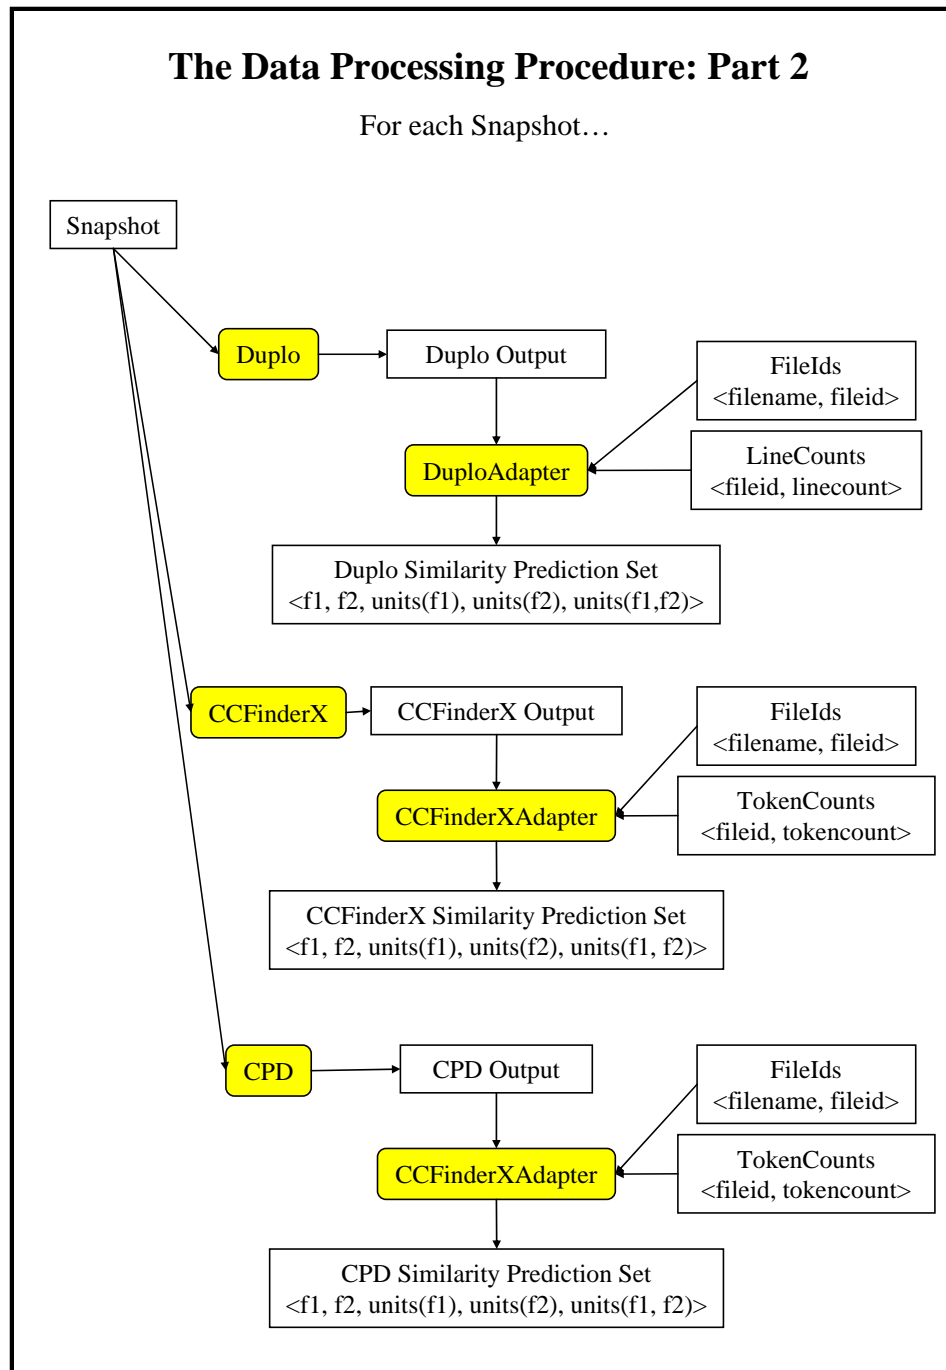 The Data Processing Procedure: Part 2
For each Snapshot…
Snapshot
Duplo
Duplo Output
FileIds
<filename, fileid>
LineCounts
<fileid, linecount>
DuploAdapter
Duplo Similarity Prediction Set
<f1, f2, units(f1), units(f2), units(f1,f2)>
CCFinderX
CCFinderX Output
FileIds
<filename, fileid>
TokenCounts
<fileid, tokencount>
CCFinderXAdapter
CCFinderX Similarity Prediction Set
<f1, f2, units(f1), units(f2), units(f1, f2)>
CPD
CPD Output
FileIds
<filename, fileid>
TokenCounts
<fileid, tokencount>
CCFinderXAdapter
CPD Similarity Prediction Set
<f1, f2, units(f1), units(f2), units(f1, f2)>